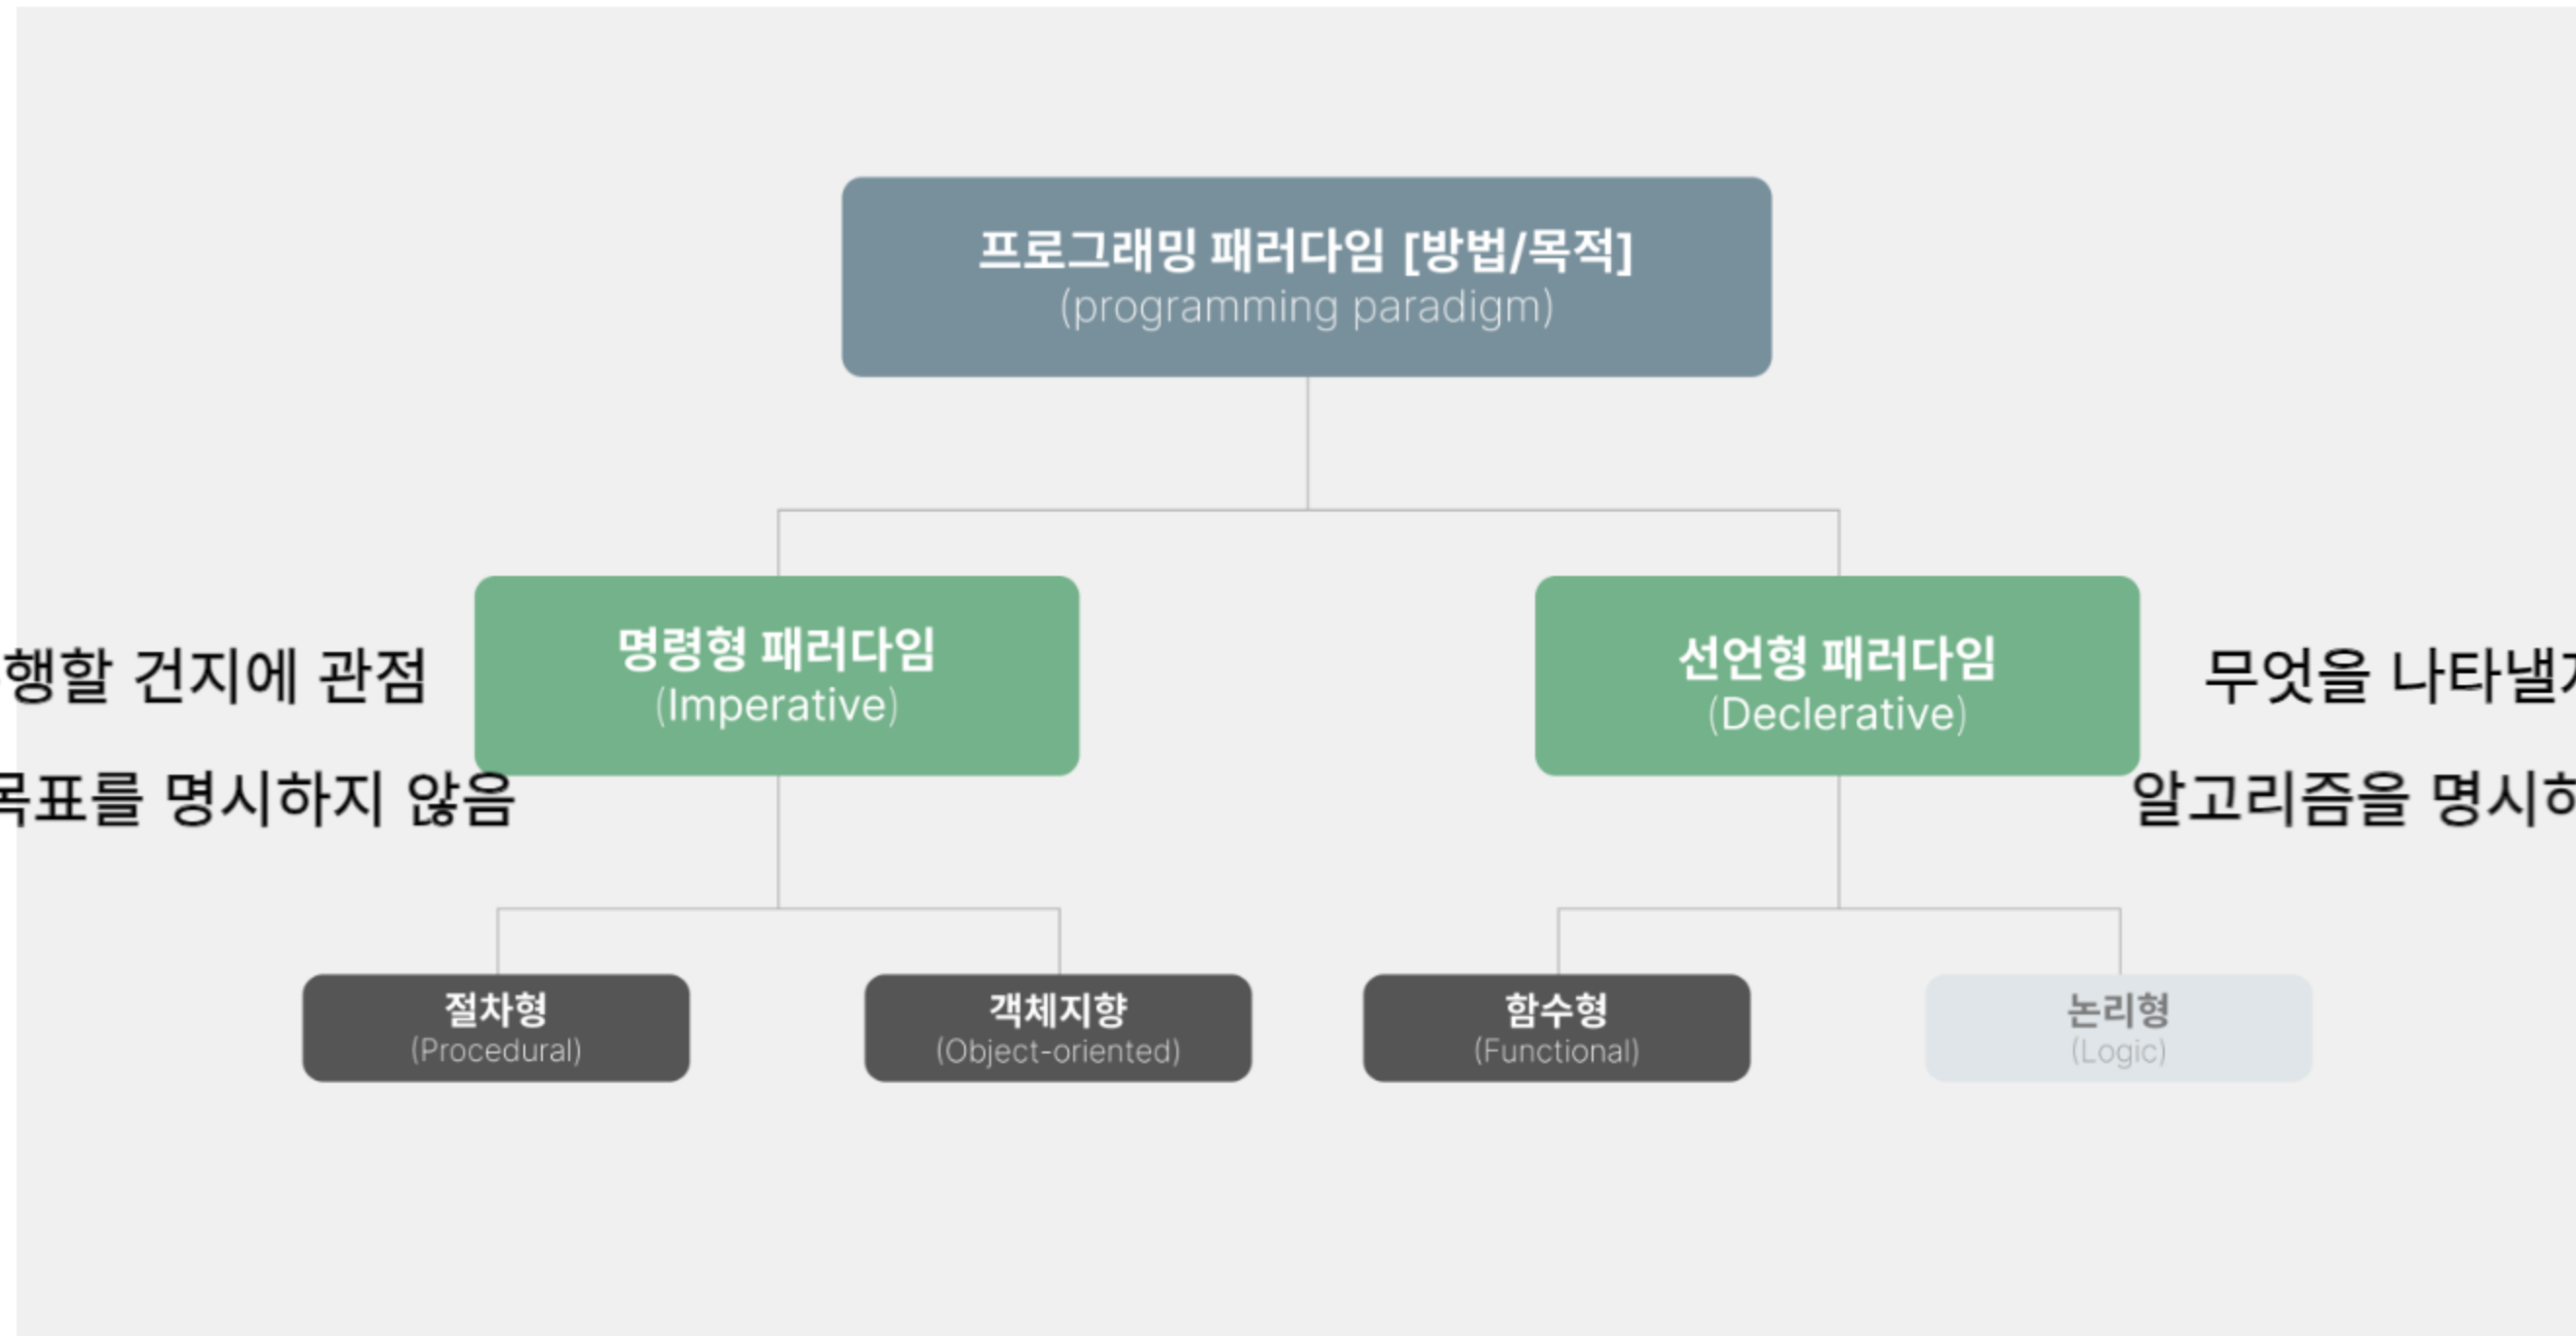 프로그래밍 패러다임 [방법/목적]
(programming paradigm)
명령형 패러다임
(Imperative)
선언형 패러다임
(Declerative)
행할 건지에 관점
목표를 명시하지 않음
무엇을 나타낼
알고리즘을 명시
절차형
(Procedural)
객체지향
(Object-oriented)
함수형
(Functional)
논리형
(Logic)